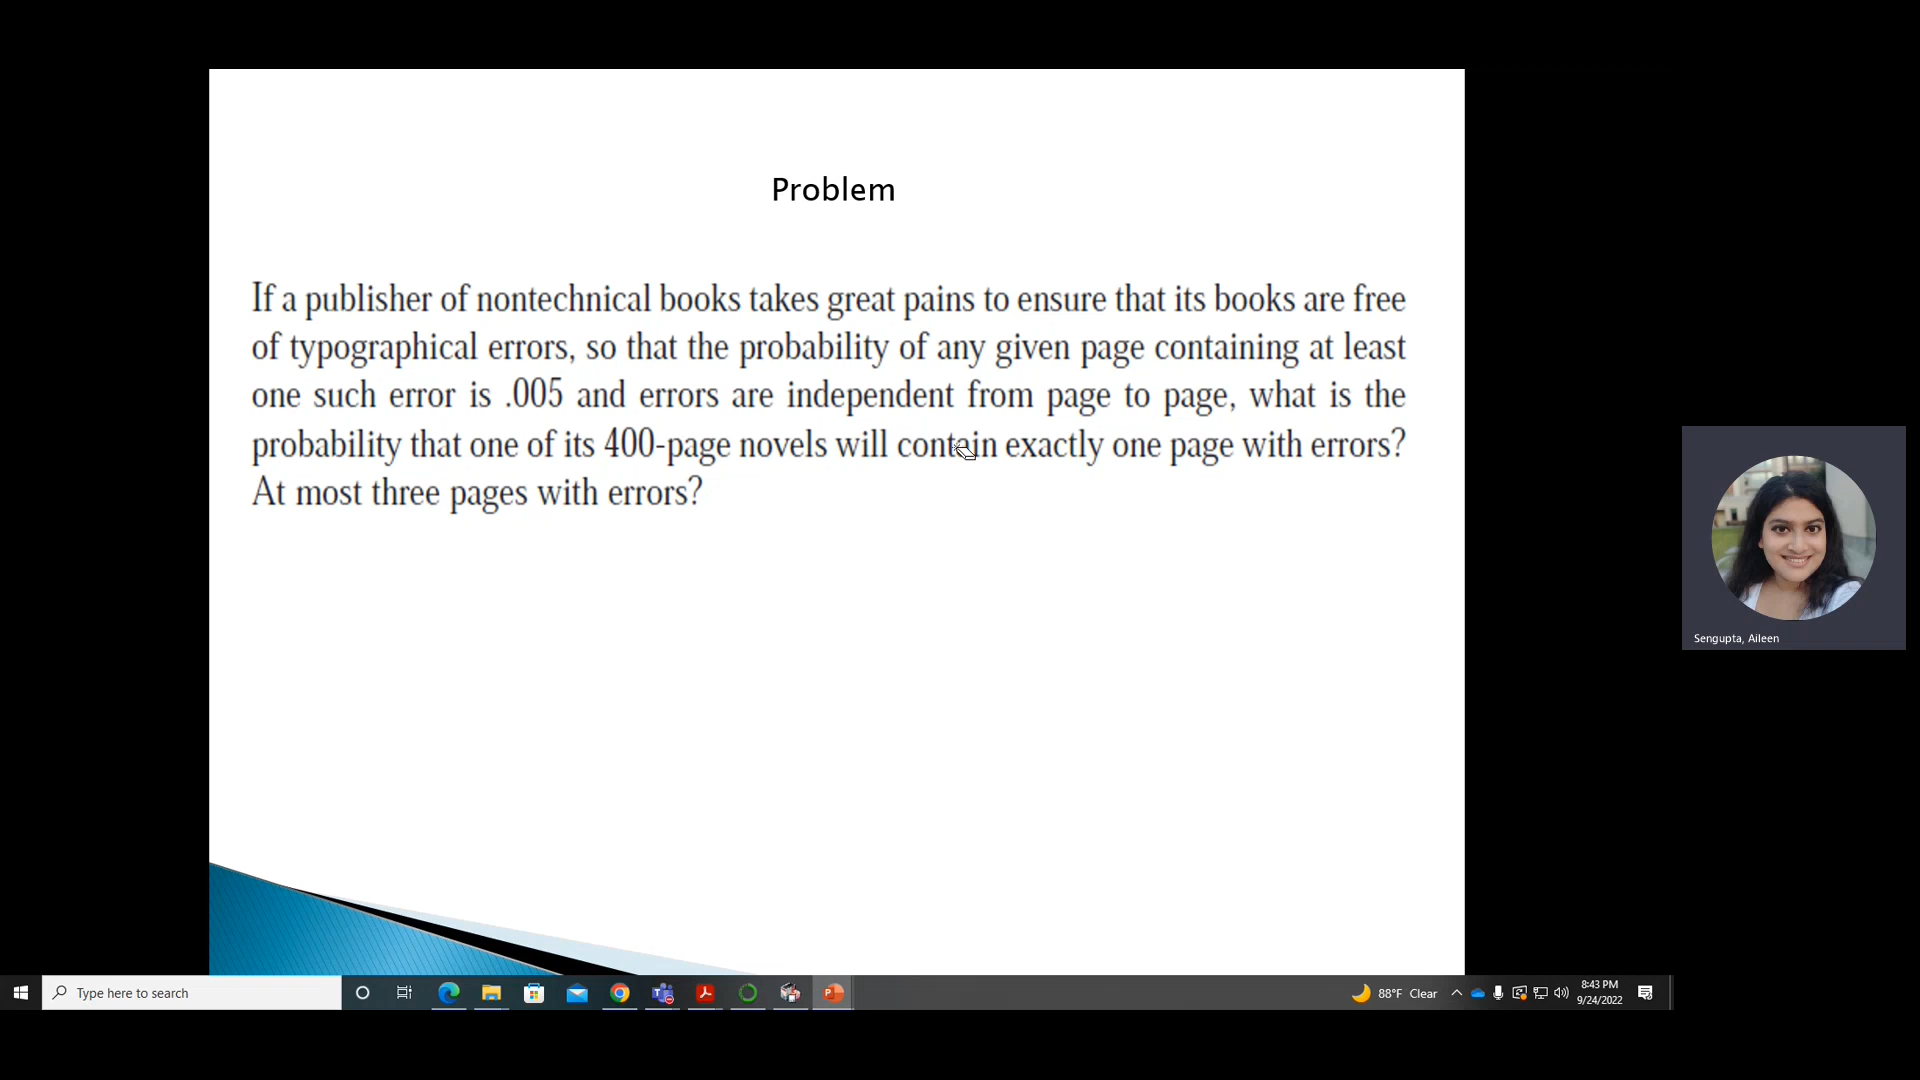 Problem
If a publisher of nontechnical books takes great pains to ensure that its books are free
of typographical errors, so that the probability of any given page containing at least
one such error is .005 and errors are independent from page to page, what is the
probability that one of its 400-page novels will contain exactly one page with errors?
At most three pages with errors?
Sengupta, Aileen
Type here to search
88°F Clear
8:43 PM
9/24/2022